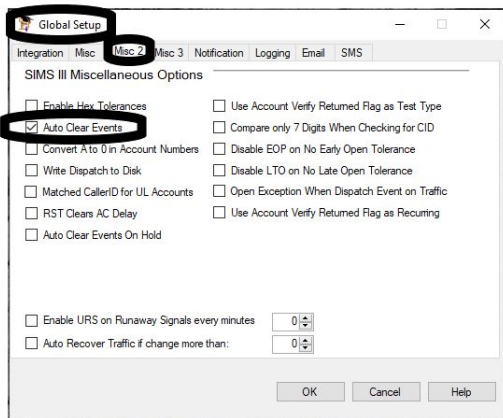 Global Setup
Integration Misc Misc 2 Misc 3 Notification Logging Email SMS
SIMS III Miscellaneous Options
Enable Hex Tolerances
Auto Clear Events
Convert A to 0 in Account Numbers
Write Dispatch to Disk
Matched CallerID for UL Accounts
RST Clears AC Delay
Auto Clear Events On Hold
Use Account Verify Returned Flag as Test Type
Compare only 7 Digits When Checking for CID
Disable EOP on No Early Open Tolerance
Disable LTO on No Late Open Tolerance
Open Exception When Dispatch Event on Traffic
Use Account Verify Returned Flag as Recurring
Enable URS on Runaway Signals every minutes 0
Auto Recover Traffic if change more than: 0
OK Cancel Help